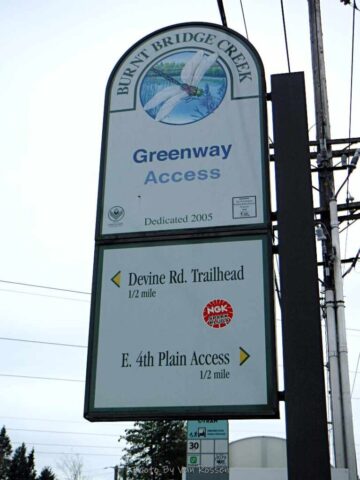 BURNT BRIDGE CREEK
Greenway
Access
Dedicated 2005
Devine Rd. Trailhead
1/2 mile
NGK
E. 4th Plain Access
1/2 mile
30
Photo By Van Rossen